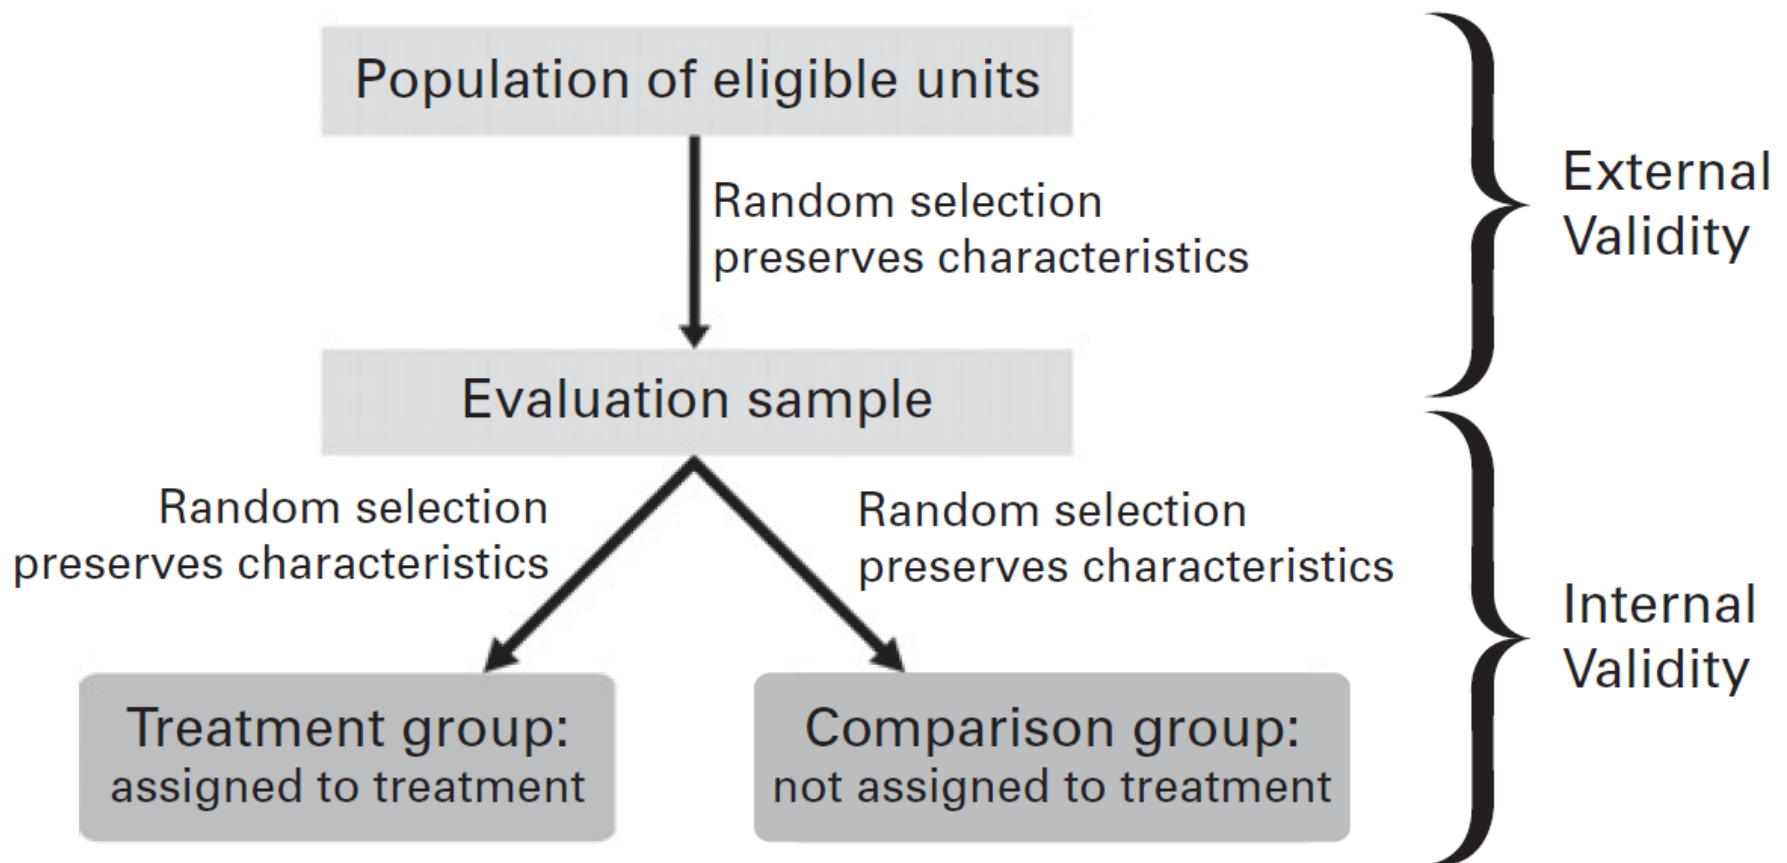 Population of eligible units
Random selection
preserves characteristics
External
Validity
Evaluation sample
Random selection
preserves characteristics
Random selection
preserves characteristics
Internal
Validity
Treatment group:
assigned to treatment
Comparison group:
not assigned to treatment